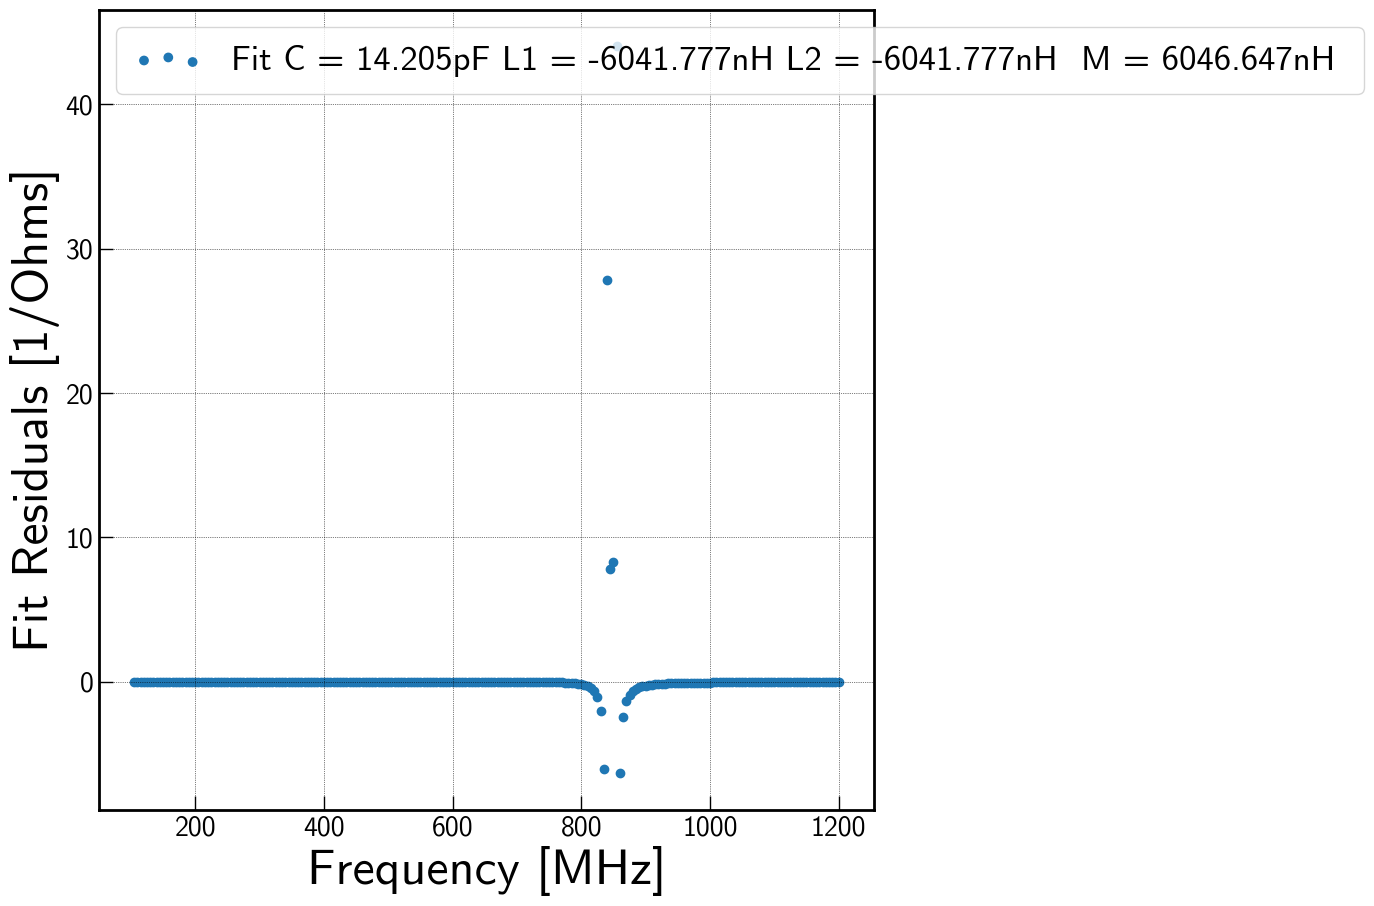 Fit C = 14.205pF L1 = -6041.777nH L2 = -6041.777nH M = 6046.647nH
40
30
20
10
0
Fit Residuals [1/Ohms]
200 400 600 800 1000 1200
Frequency [MHz]